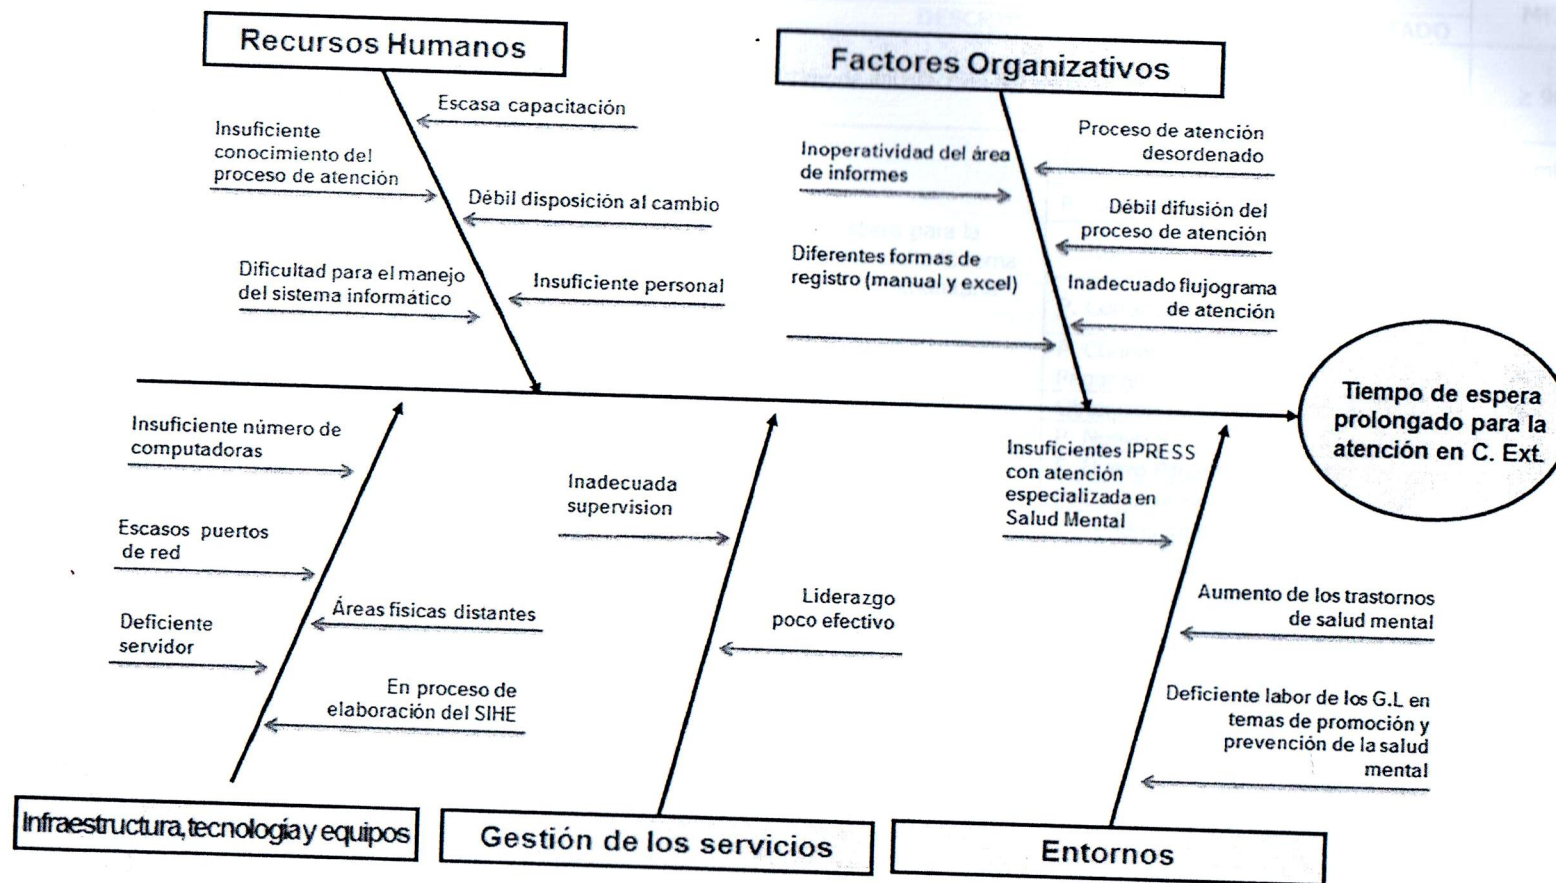 Recursos Humanos
Escasa capacitación
Insuficiente
conocimiento del
proceso de atención
Débil disposición al cambio
Dificultad para el manejo
del sistema informático
Insuficiente personal
Factores Organizativos
Proceso de atención
desordenado
Inoperatividad del área
de informes
Débil difusión del
proceso de atención
Diferentes formas de
registro (manual y excel)
Inadecuado flujograma
de atención
Tiempo de espera
prolongado para la
atención en C. Ext.
Insuficiente número de
computadoras
Escasos puertos
de red
Áreas físicas distantes
Deficiente
servidor
En proceso de
elaboración del SIHE
Infraestructura, tecnología y equipos
Inadecuada
supervision
Liderazgo
poco efectivo
Gestión de los servicios
Insuficientes IPRESS
con atención
especializada en
Salud Mental
Aumento de los trastornos
de salud mental
Deficiente labor de los G.L en
temas de promoción y
prevención de la salud
mental
Entornos